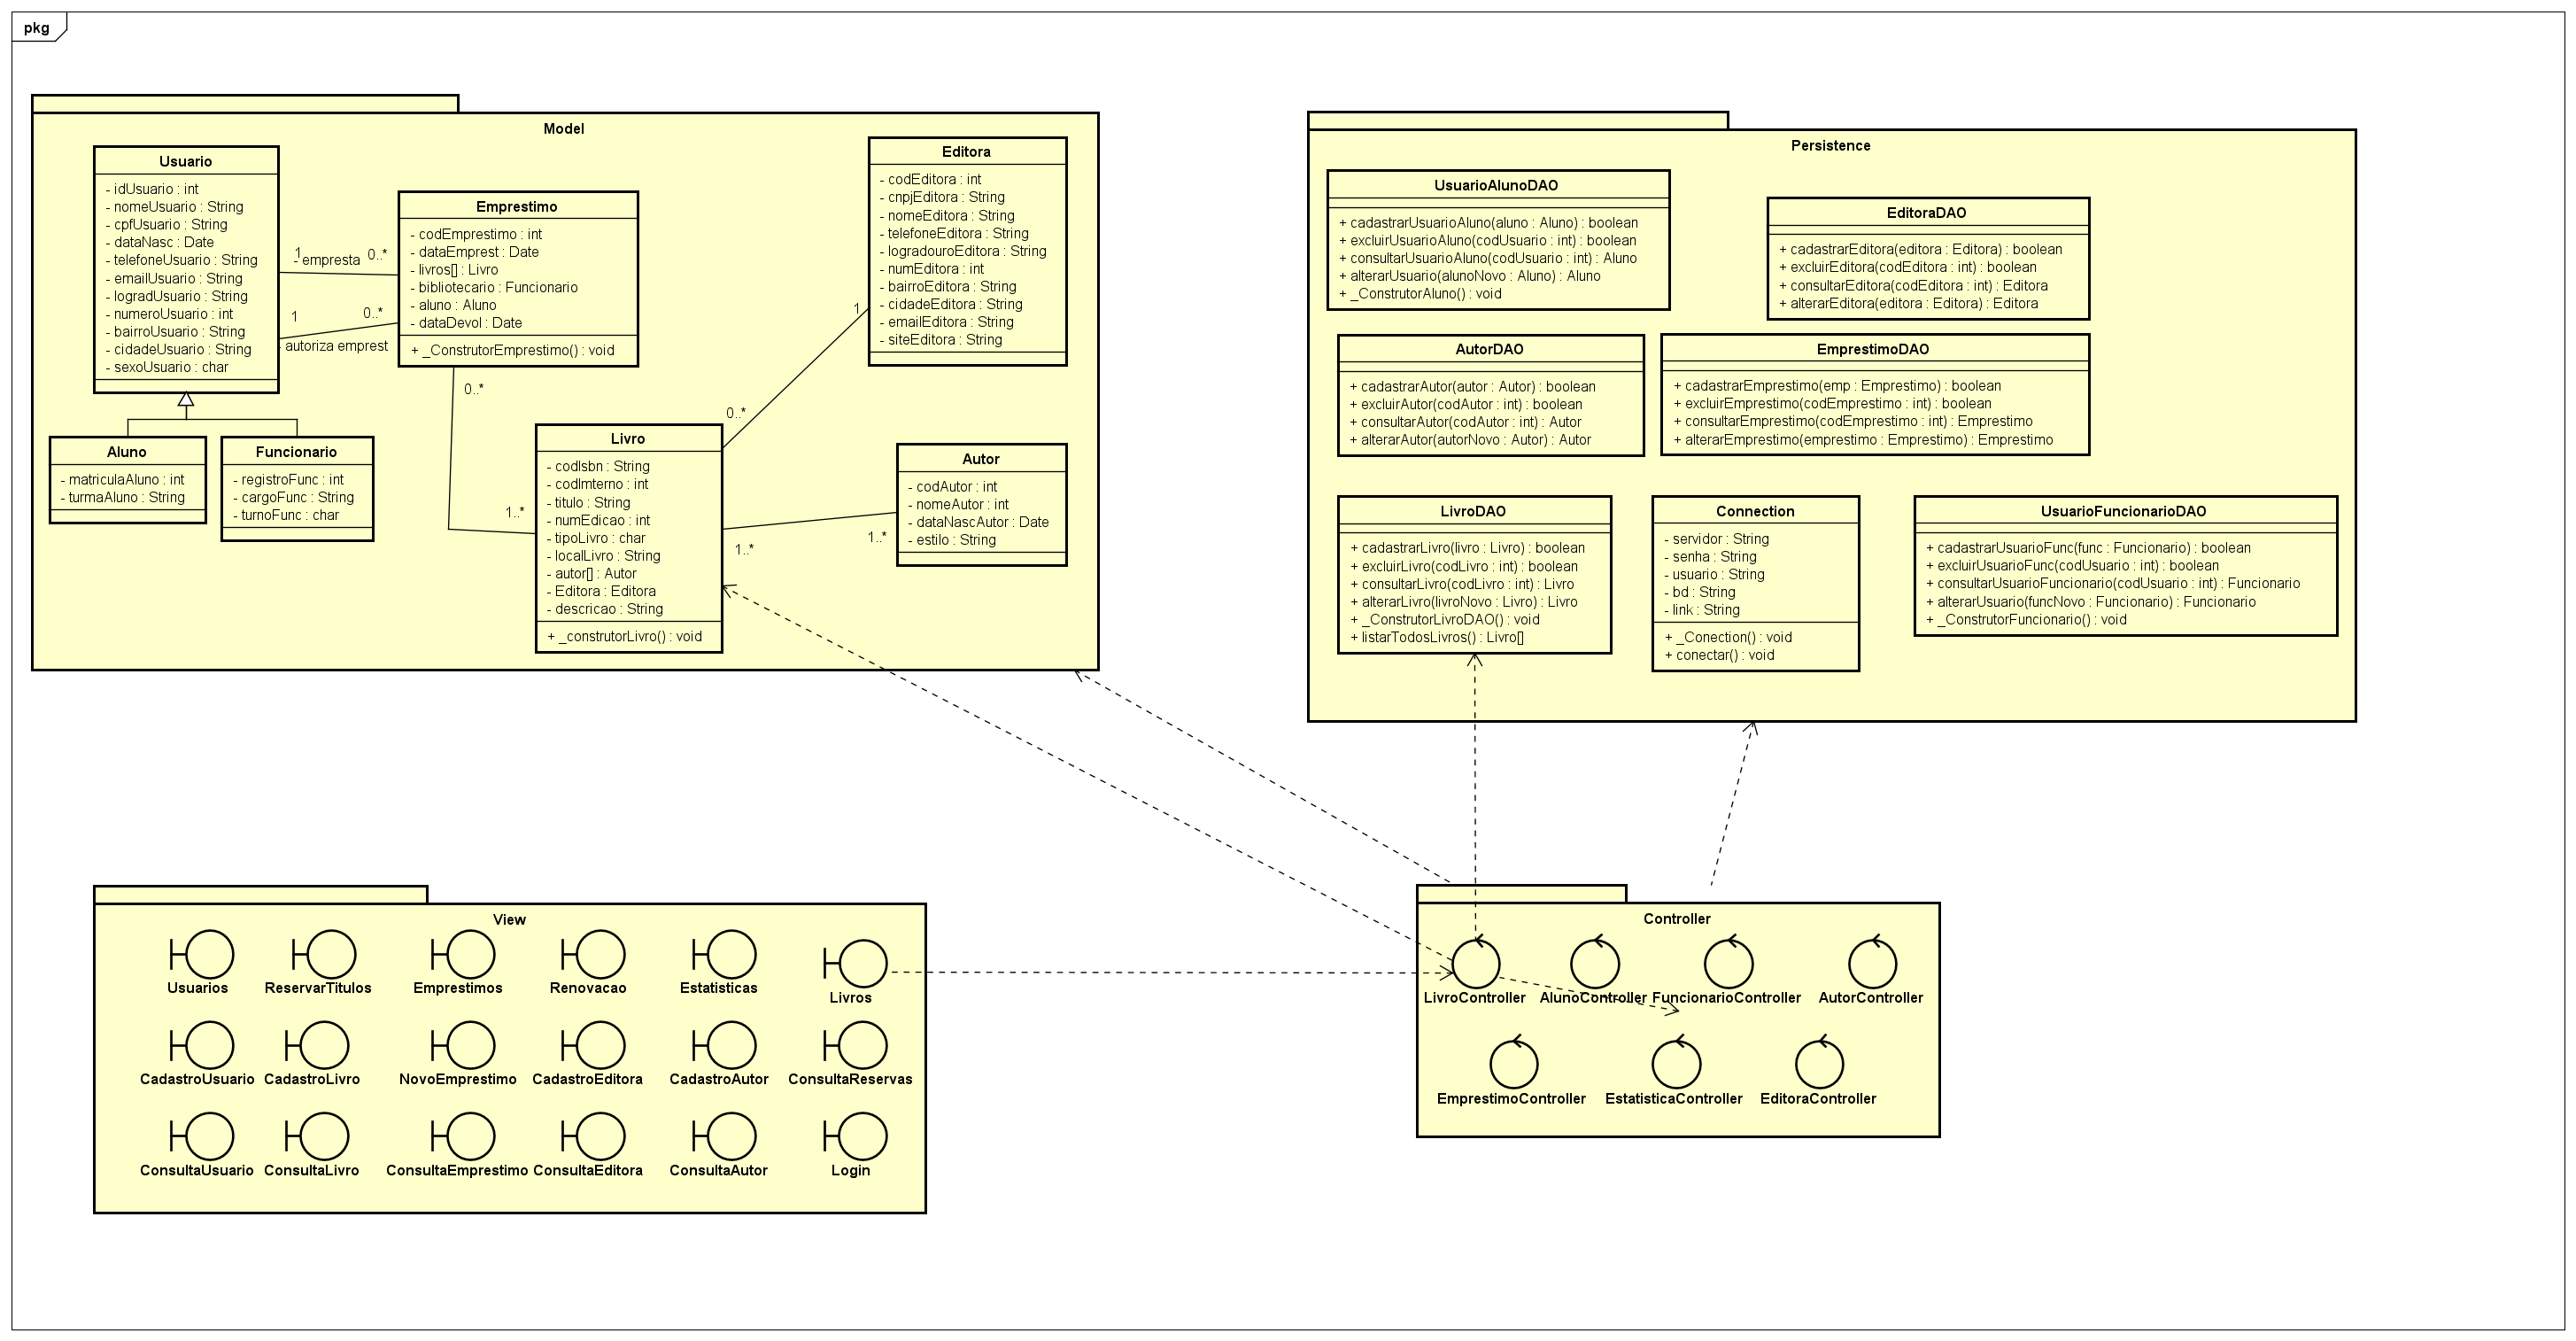 pkg
Model
Usuario
- idUsuario : int
- nomeUsuario : String
- cpfUsuario : String
- dataNasc : Date
- telefoneUsuario : String
- emailUsuario : String
- logradUsuario : String
- numeroUsuario : int
- bairroUsuario : String
- cidadeUsuario : String
- sexoUsuario : char
1
- empresta
0..*
1
0..*
- autoriza emprest
Emprestimo
- codEmprestimo : int
- dataEmprest : Date
- livros[] : Livro
- bibliotecario : Funcionario
- aluno : Aluno
- dataDevol : Date
+ _ConstrutorEmprestimo() : void
0..*
1..*
Editora
- codEditora : int
- cnpjEditora : String
- nomeEditora : String
- telefoneEditora : String
- logradouroEditora : String
- numEditora : int
- bairroEditora : String
- cidadeEditora : String
- emailEditora : String
- siteEditora : String
1
0..*
Aluno
- matriculaAluno : int
- turmaAluno : String
Funcionario
- registroFunc : int
- cargoFunc : String
- turnoFunc : char
Livro
- codIsbn : String
- codImterno : int
- titulo : String
- numEdicao : int
- tipoLivro : char
- localLivro : String
- autor[] : Autor
- Editora : Editora
- descricao : String
+ _construtorLivro() : void
1..*
1..*
Autor
- codAutor : int
- nomeAutor : int
- dataNascAutor : Date
- estilo : String
Persistence
UsuarioAlunoDAO
+ cadastrarUsuarioAluno(aluno : Aluno) : boolean
+ excluirUsuarioAluno(codUsuario : int) : boolean
+ consultarUsuarioAluno(codUsuario : int) : Aluno
+ alterarUsuario(alunoNovo : Aluno) : Aluno
+ _ConstrutorAluno() : void
EditoraDAO
+ cadastrarEditora(editora : Editora) : boolean
+ excluirEditora(codEditora : int) : boolean
+ consultarEditora(codEditora : int) : Editora
+ alterarEditora(editora : Editora) : Editora
AutorDAO
+ cadastrarAutor(autor : Autor) : boolean
+ excluirAutor(codAutor : int) : boolean
+ consultarAutor(codAutor : int) : Autor
+ alterarAutor(autorNovo : Autor) : Autor
EmprestimoDAO
+ cadastrarEmprestimo(emp : Emprestimo) : boolean
+ excluirEmprestimo(codEmprestimo : int) : boolean
+ consultarEmprestimo(codEmprestimo : int) : Emprestimo
+ alterarEmprestimo(emprestimo : Emprestimo) : Emprestimo
LivroDAO
+ cadastrarLivro(livro : Livro) : boolean
+ excluirLivro(codLivro : int) : boolean
+ consultarLivro(codLivro : int) : Livro
+ alterarLivro(livroNovo : Livro) : Livro
+ _ConstrutorLivroDAO() : void
+ listarTodosLivros() : Livro[]
Connection
- servidor : String
- senha : String
- usuario : String
- bd : String
- link : String
+ _Conection() : void
+ conectar() : void
UsuarioFuncionarioDAO
+ cadastrarUsuarioFunc(func : Funcionario) : boolean
+ excluirUsuarioFunc(codUsuario : int) : boolean
+ consultarUsuarioFuncionario(codUsuario : int) : Funcionario
+ alterarUsuario(funcNovo : Funcionario) : Funcionario
+ _ConstrutorFuncionario() : void
View
Usuarios
ReservarTitulos
Emprestimos
Renovacao
Estatisticas
Livros
CadastroUsuario
CadastroLivro
NovoEmprestimo
CadastroEditora
CadastroAutor
ConsultaReservas
ConsultaUsuario
ConsultaLivro
ConsultaEmprestimo
ConsultaEditora
ConsultaAutor
Login
Controller
LivroController
AlunoController
FuncionarioController
AutorController
EmprestimoController
EstatisticaController
EditoraController